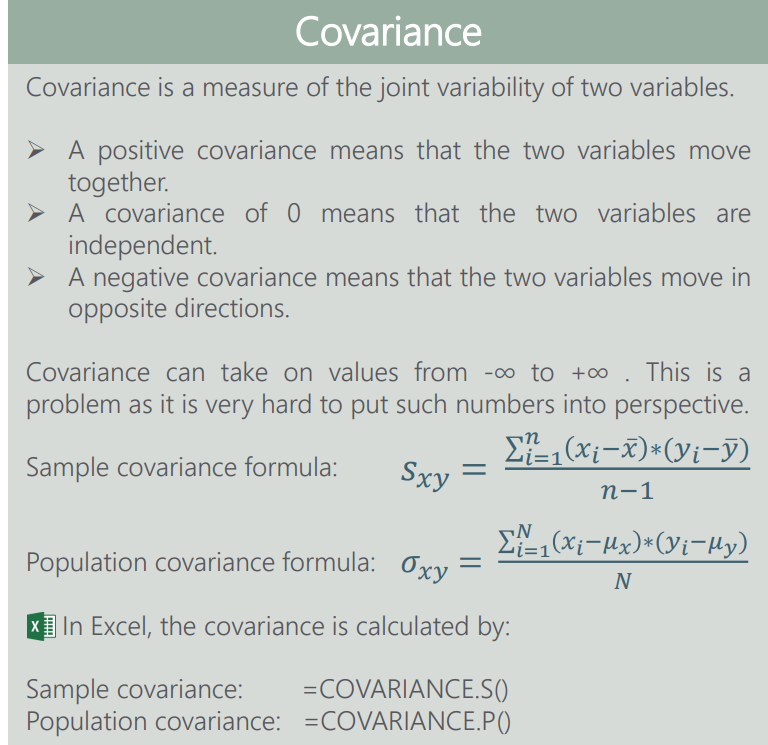 Covariance
Covariance is a measure of the joint variability of two variables.
➢ A positive covariance means that the two variables move
together.
➢ A covariance of 0 means that the two variables are
independent.
➢ A negative covariance means that the two variables move in
opposite directions.
Covariance can take on values from -∞ to +∞ . This is a
problem as it is very hard to put such numbers into perspective.
Sample covariance formula: sxy = ∑ⁿᵢ₌₁(xᵢ−x̄)*(yᵢ−ȳ) / n−1
Population covariance formula: σxy = ∑ᴺᵢ₌₁(xᵢ−μx)*(yᵢ−μy) / N
In Excel, the covariance is calculated by:
Sample covariance: =COVARIANCE.S()
Population covariance: =COVARIANCE.P()